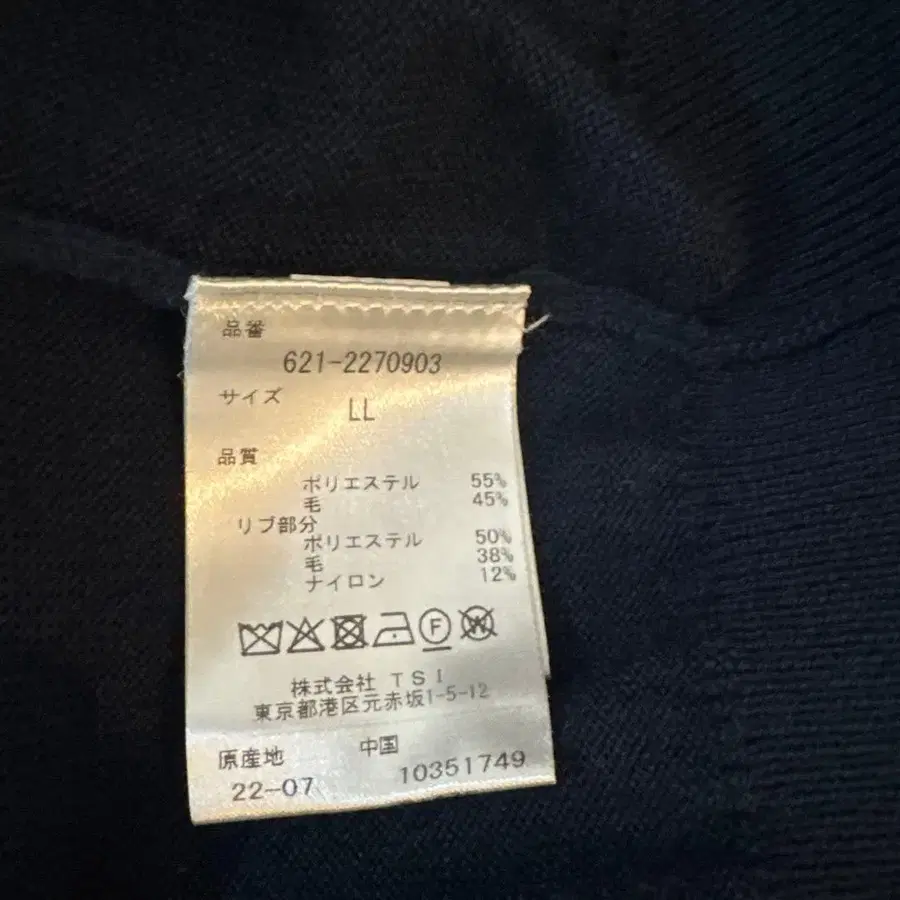 品番
621-2270903
サイズ
LL
品質
ポリエステル 55%
毛 45%
リブ部分
ポリエステル 50%
毛 38%
ナイロン 12%
F W
株式会社 TSI
東京都港区元赤坂1-5-12
原産地 中国
22-07 10351749